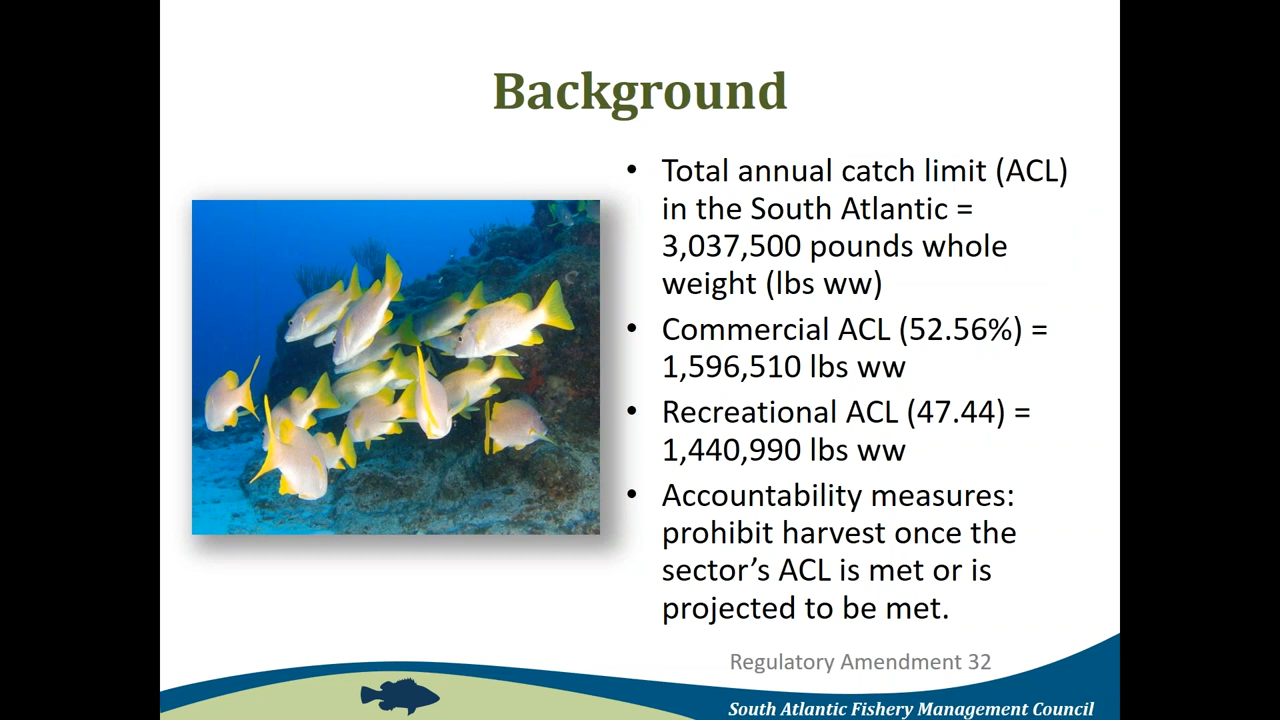 Background
• Total annual catch limit (ACL)
in the South Atlantic =
3,037,500 pounds whole
weight (lbs ww)
• Commercial ACL (52.56%) =
1,596,510 lbs ww
• Recreational ACL (47.44) =
1,440,990 lbs ww
• Accountability measures:
prohibit harvest once the
sector’s ACL is met or is
projected to be met.
Regulatory Amendment 32
South Atlantic Fishery Management Council